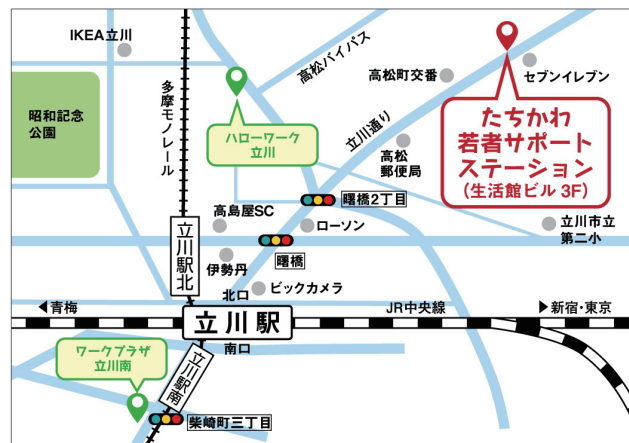 IKEA立川
高松バイパス
昭和記念
公園
多摩モノレール
ハローワーク
立川
高松町交番
セブンイレブン
立川通り
たちかわ
若者サポート
ステーション
(生活館ビル 3F)
高松
郵便局
曙橋2丁目
高島屋SC
ローソン
立川市立
第二小
立川駅北
伊勢丹
曙橋
北口
ビックカメラ
青梅
立川駅
JR中央線
新宿・東京
ワークプラザ
立川南
立川駅南
南口
柴崎町三丁目